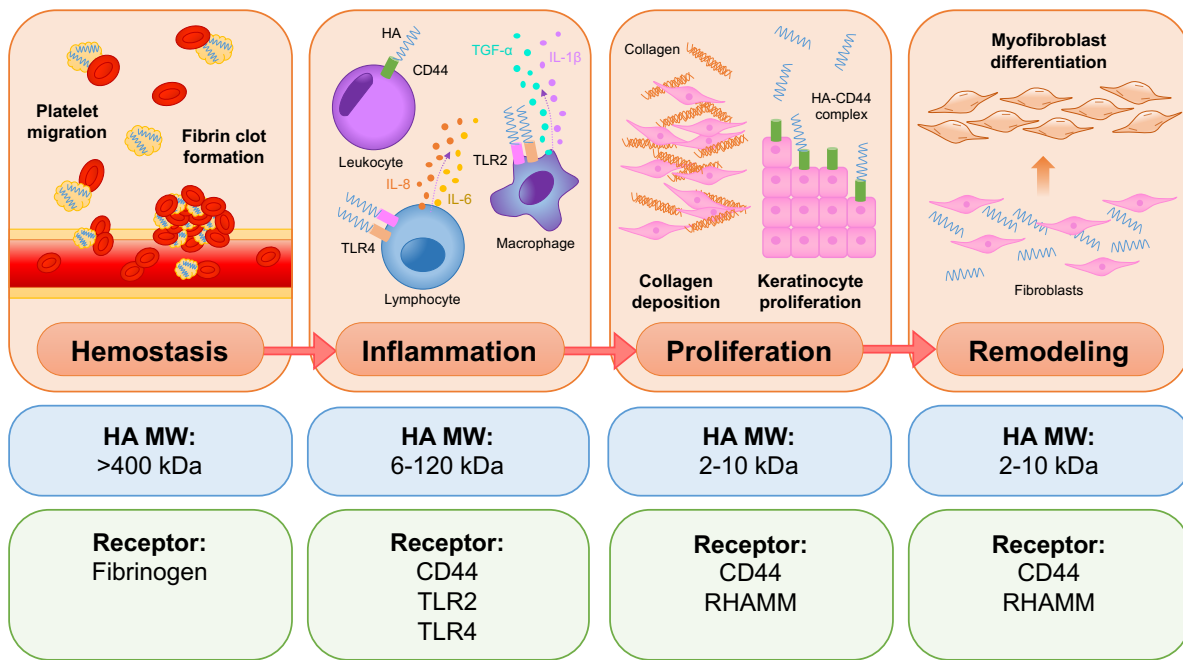 Platelet
migration
Fibrin clot
formation
Hemostasis
HA
CD44
Leukocyte
TGF-α
IL-1β
TLR2
IL-8
IL-6
TLR4
Macrophage
Lymphocyte
Inflammation
Collagen
HA-CD44
complex
Collagen
deposition
Keratinocyte
proliferation
Proliferation
Myofibroblast
differentiation
Fibroblasts
Remodeling
HA MW:
>400 kDa
HA MW:
6-120 kDa
HA MW:
2-10 kDa
HA MW:
2-10 kDa
Receptor:
Fibrinogen
Receptor:
CD44
TLR2
TLR4
Receptor:
CD44
RHAMM
Receptor:
CD44
RHAMM